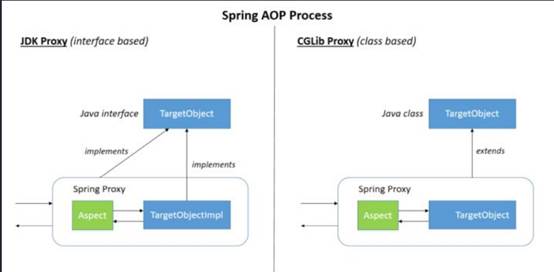 Spring AOP Process
JDK Proxy (interface based)
Java interface
TargetObject
implements
implements
Spring Proxy
Aspect
TargetObjectImpl
CGLib Proxy (class based)
Java class
TargetObject
extends
Spring Proxy
Aspect
TargetObject